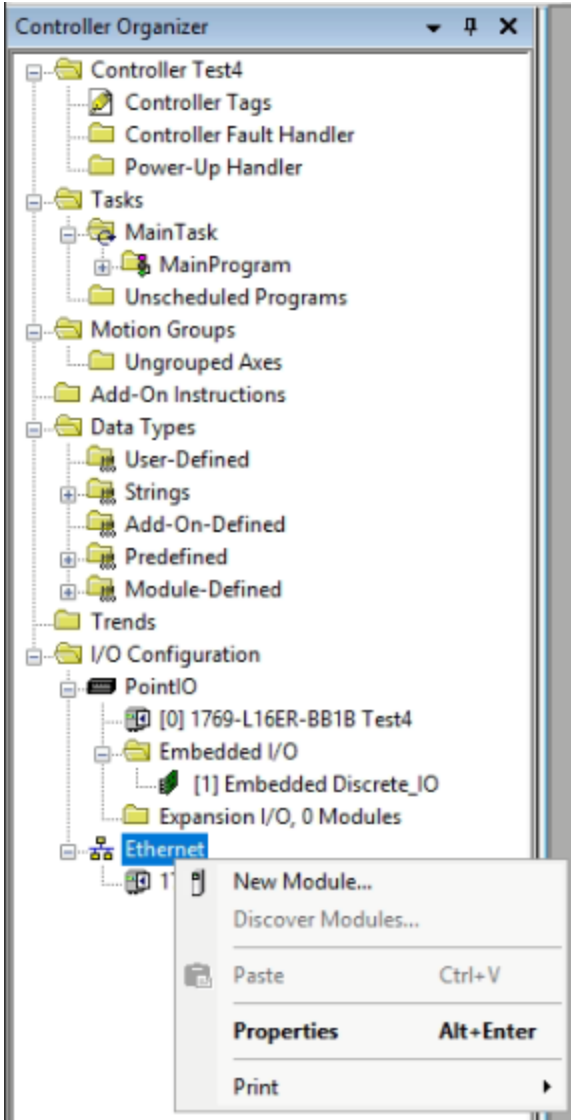 Controller Organizer
Controller Test4
Controller Tags
Controller Fault Handler
Power-Up Handler
Tasks
MainTask
MainProgram
Unscheduled Programs
Motion Groups
Ungrouped Axes
Add-On Instructions
Data Types
User-Defined
Strings
Add-On-Defined
Predefined
Module-Defined
Trends
I/O Configuration
PointIO
[0] 1769-L16ER-BB1B Test4
Embedded I/O
[1] Embedded Discrete_IO
Expansion I/O, 0 Modules
Ethernet
New Module...
Discover Modules...
Paste Ctrl+V
Properties Alt+Enter
Print